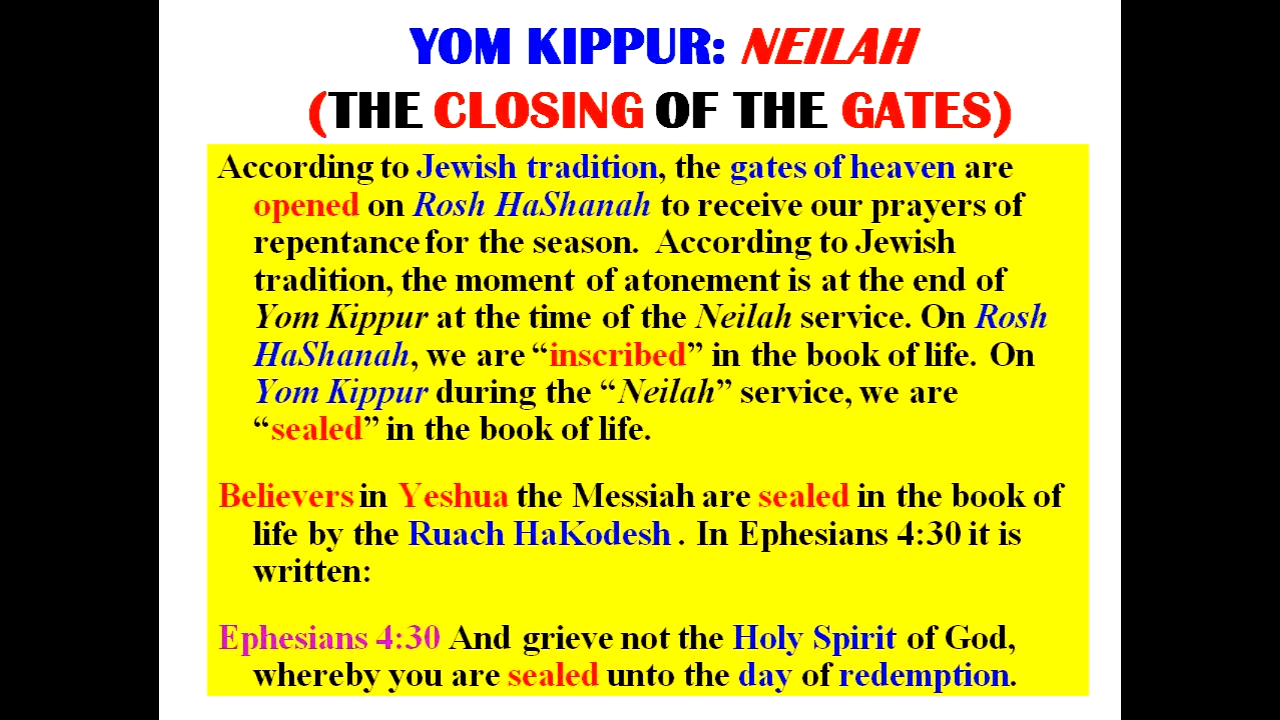 YOM KIPPUR: NEILAH
(THE CLOSING OF THE GATES)
According to Jewish tradition, the gates of heaven are
opened on Rosh HaShanah to receive our prayers of
repentance for the season. According to Jewish
tradition, the moment of atonement is at the end of
Yom Kippur at the time of the Neilah service. On Rosh
HaShanah, we are “inscribed” in the book of life. On
Yom Kippur during the “Neilah” service, we are
“sealed” in the book of life.
Believers in Yeshua the Messiah are sealed in the book of
life by the Ruach HaKodesh . In Ephesians 4:30 it is
written:
Ephesians 4:30 And grieve not the Holy Spirit of God,
whereby you are sealed unto the day of redemption.